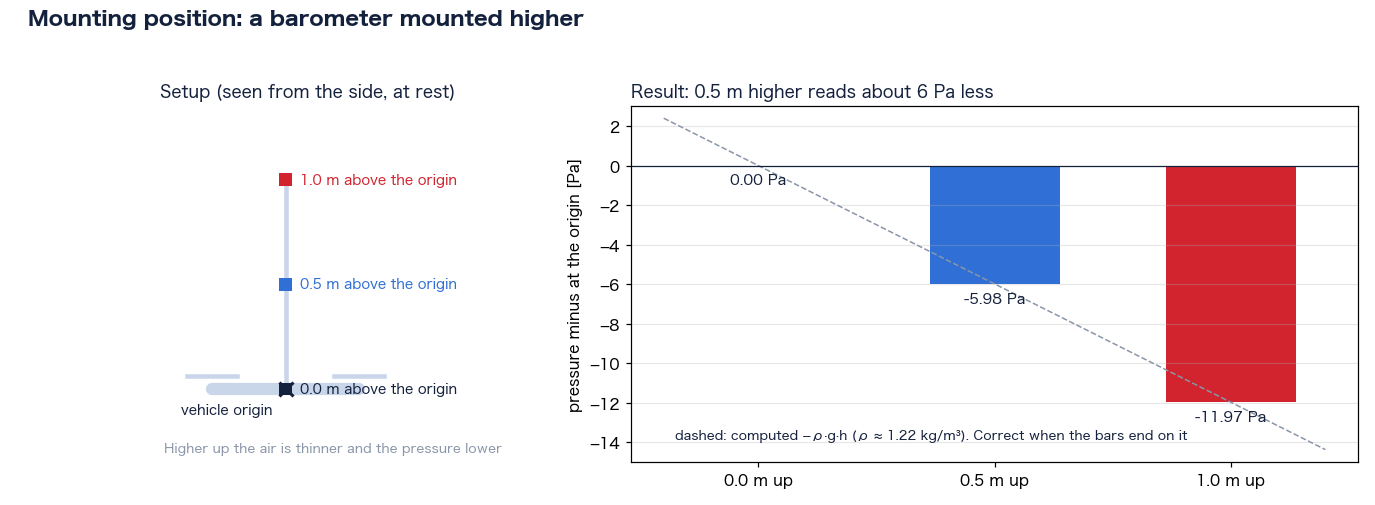 Mounting position: a barometer mounted higher
Setup (seen from the side, at rest)
1.0 m above the origin
0.5 m above the origin
0.0 m above the origin
vehicle origin
Higher up the air is thinner and the pressure lower
Result: 0.5 m higher reads about 6 Pa less
pressure minus at the origin [Pa]
2
0
−2
−4
−6
−8
−10
−12
−14
0.00 Pa
-5.98 Pa
-11.97 Pa
dashed: computed −ρ·g·h (ρ ≈ 1.22 kg/m³). Correct when the bars end on it
0.0 m up
0.5 m up
1.0 m up